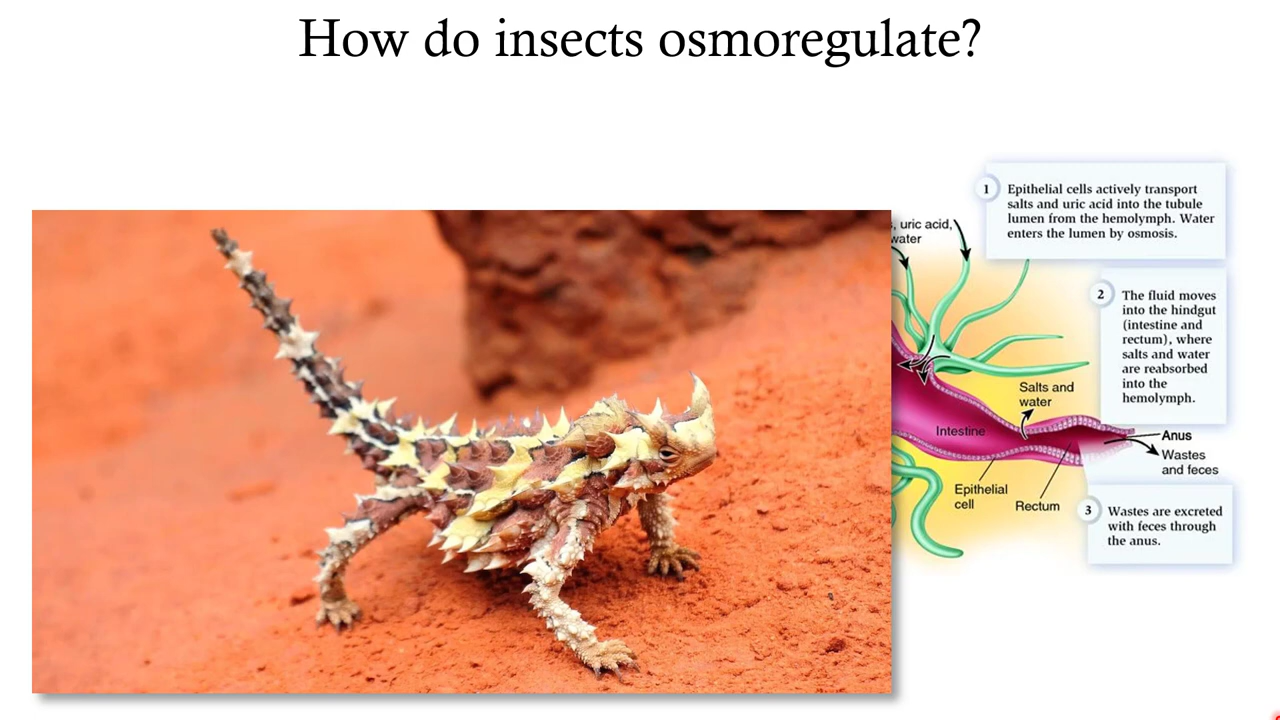 How do insects osmoregulate?
1
Epithelial cells actively transport
salts and uric acid into the tubule
lumen from the hemolymph. Water
enters the lumen by osmosis.
, uric acid,
water
2
The fluid moves
into the hindgut
(intestine and
rectum), where
salts and water
are reabsorbed
into the
hemolymph.
Salts and
water
Intestine
Anus
Wastes
and feces
Epithelial
cell
Rectum
3
Wastes are excreted
with feces through
the anus.